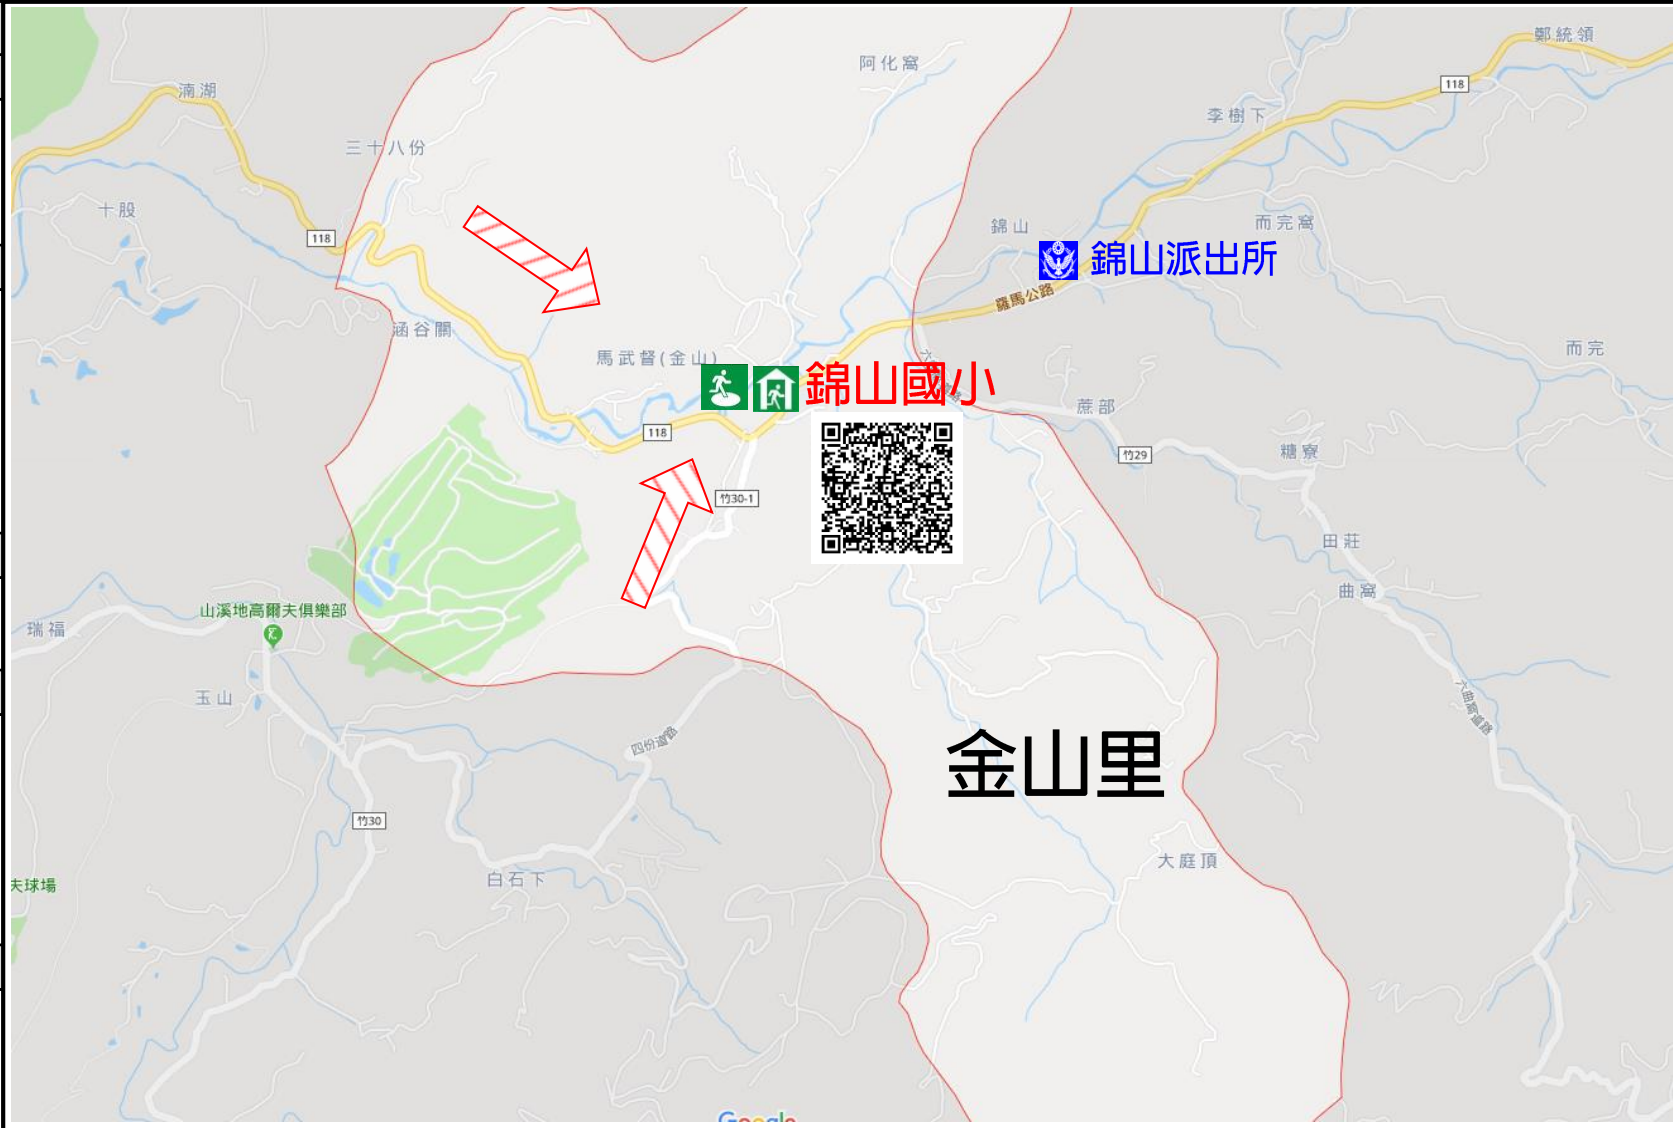 鄭統領
阿化窩
118
湳湖
李樹下
三十八份
十股
而完窩
錦山
118
錦山派出所
羅馬公路
涵谷關
馬武督(金山)
而完
錦山國小
蔗部
118
竹29
糖寮
竹30-1
田莊
曲窩
山溪地高爾夫俱樂部
瑞福
玉山
四份道路
金山里
竹30
大庭頂
白石下
夫球場
Google